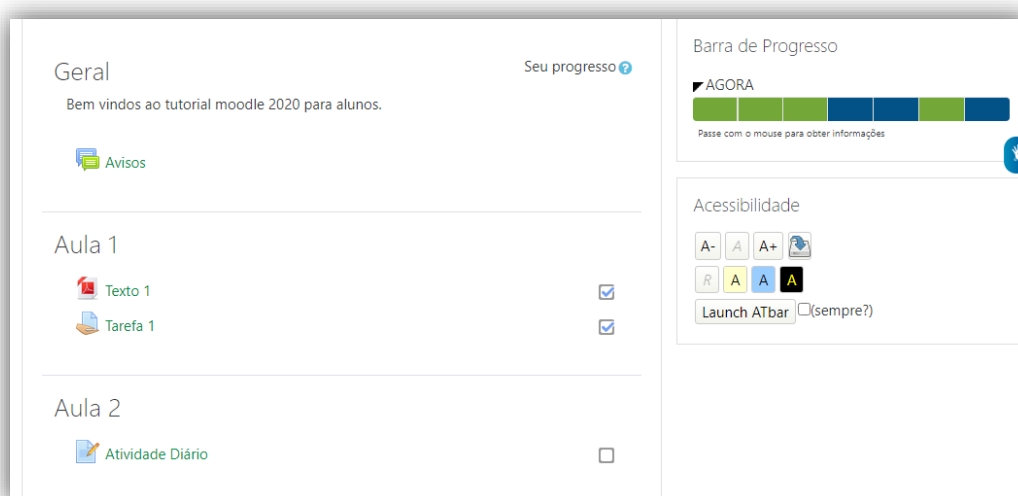 Geral
Seu progresso
Bem vindos ao tutorial moodle 2020 para alunos.
Avisos
Aula 1
Texto 1
Tarefa 1
Aula 2
Atividade Diário
Barra de Progresso
AGORA
Passe com o mouse para obter informações
Acessibilidade
A- A A+
R A A A
Launch ATbar (sempre?)